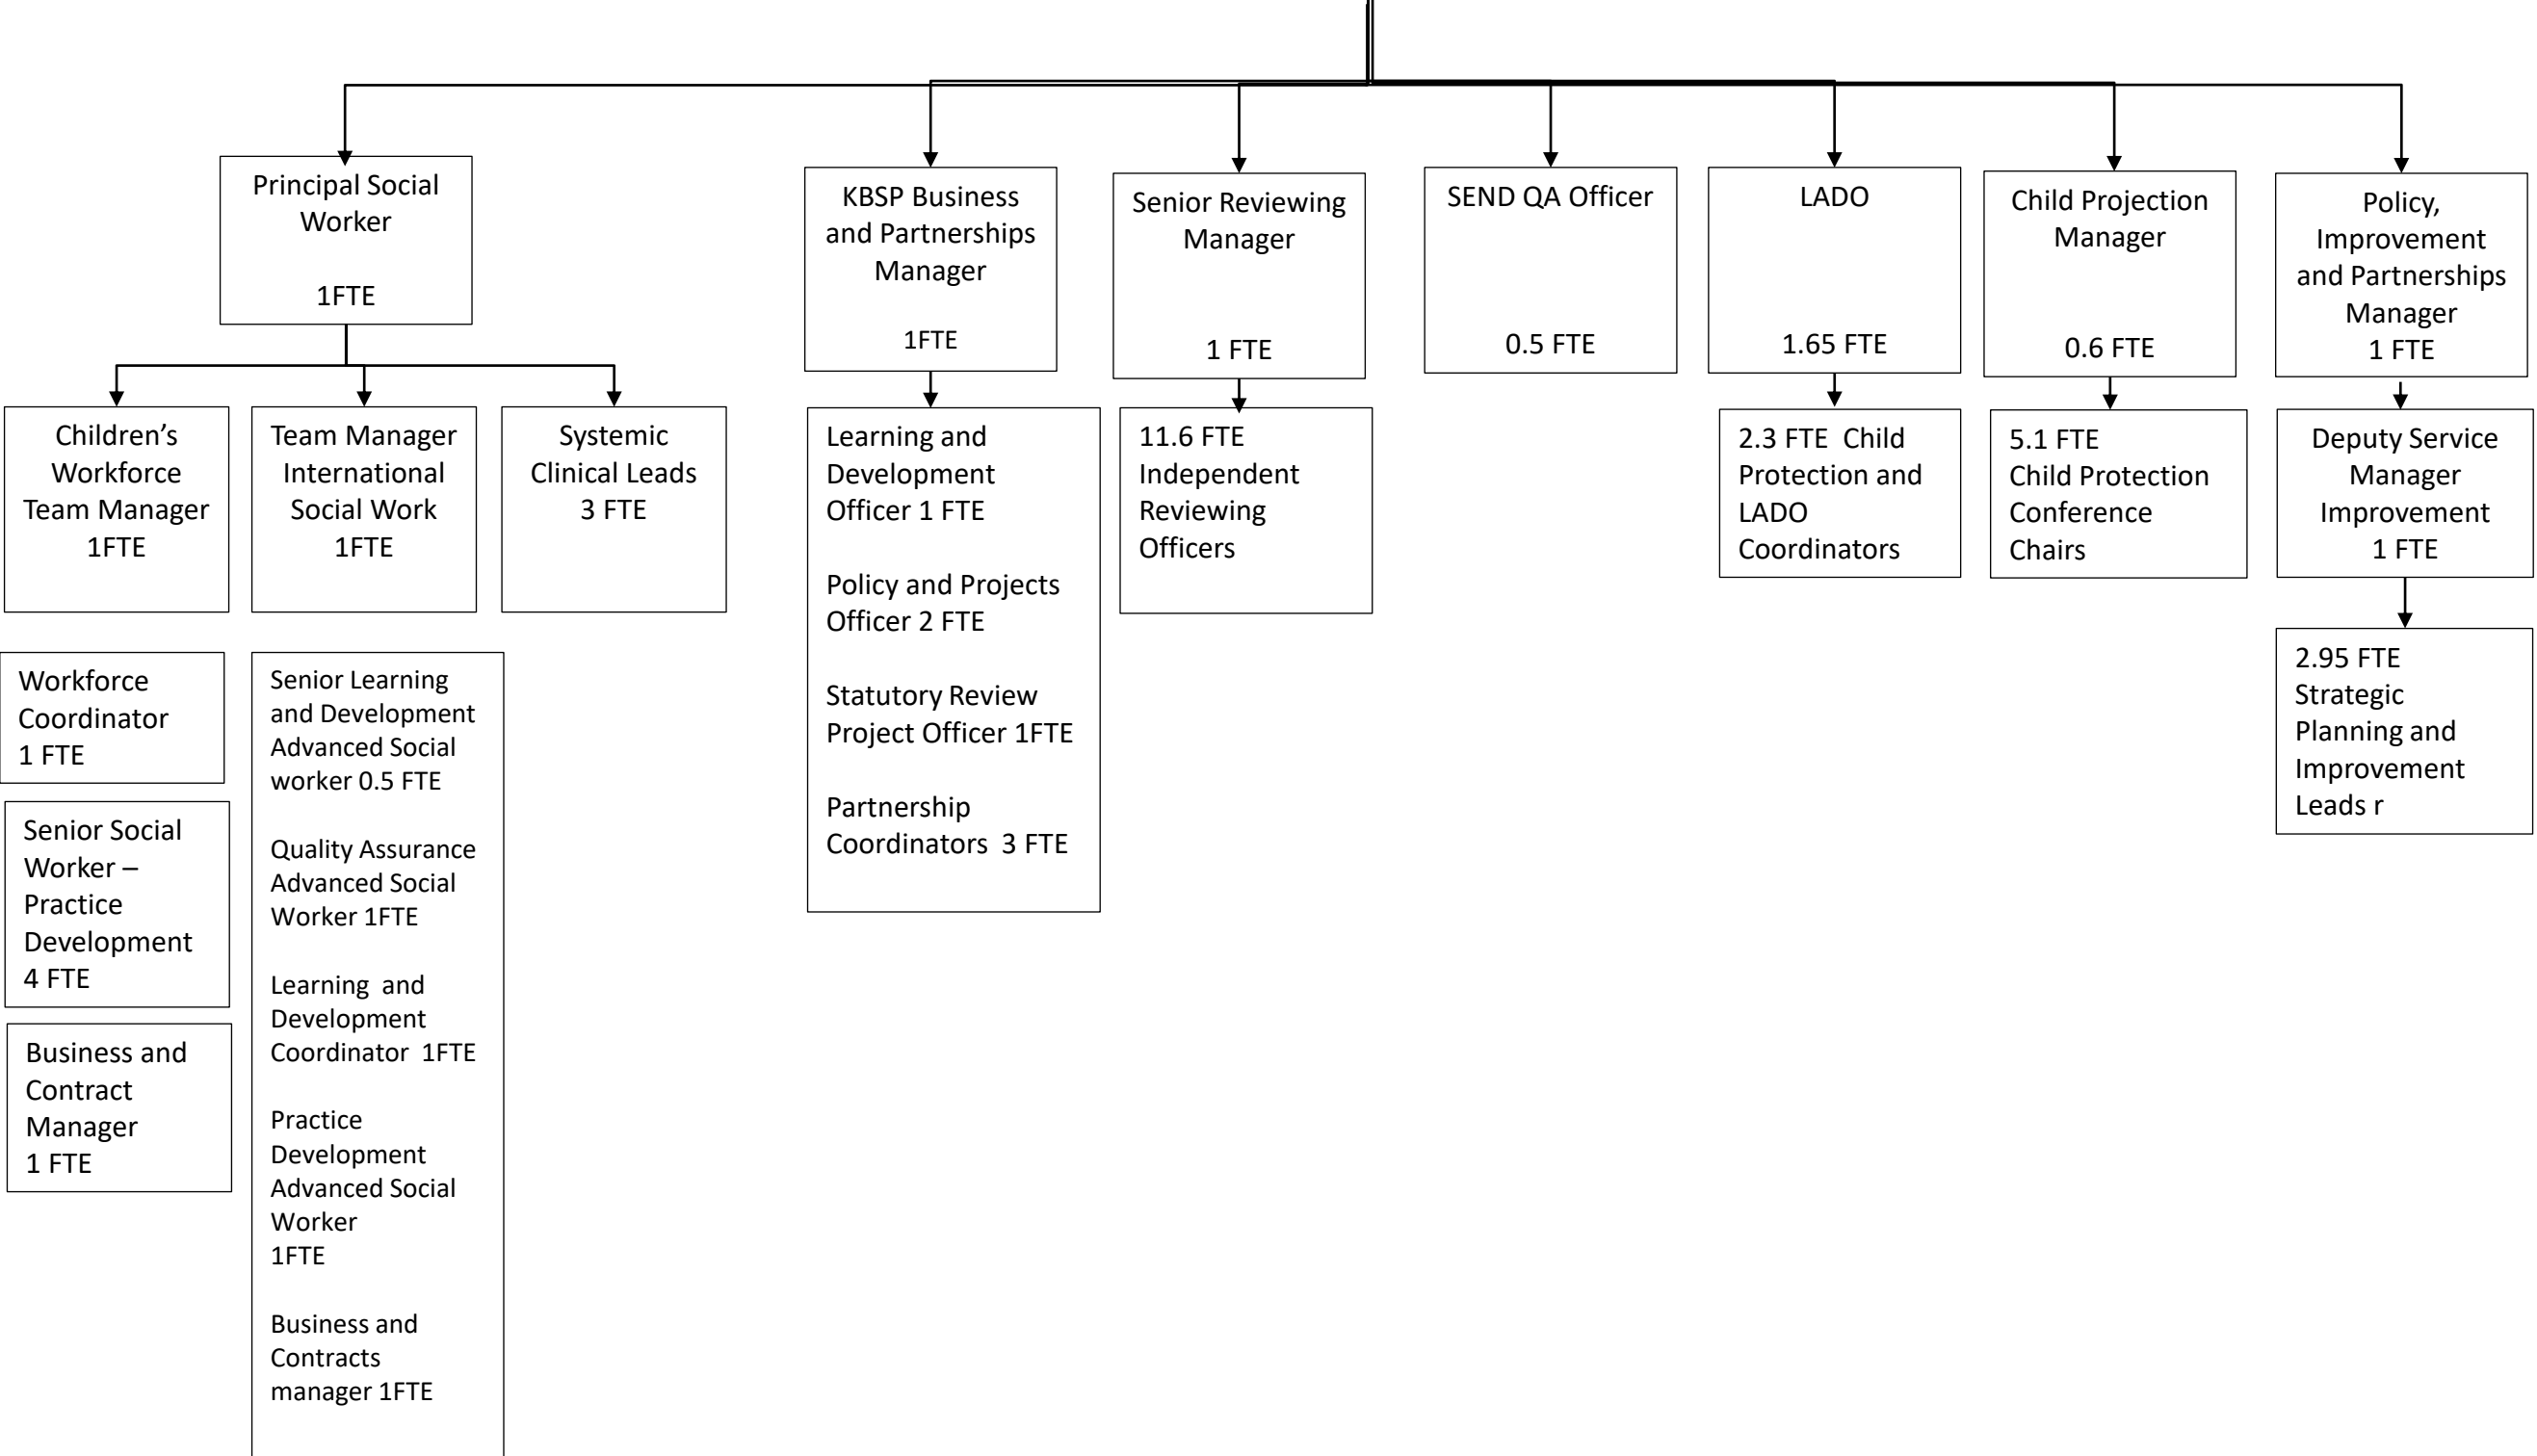 Principal Social
Worker
1FTE
KBSP Business
and Partnerships
Manager
1FTE
Senior Reviewing
Manager
1 FTE
SEND QA Officer
0.5 FTE
LADO
1.65 FTE
Child Projection
Manager
0.6 FTE
Policy,
Improvement
and Partnerships
Manager
1 FTE
Children’s
Workforce
Team Manager
1FTE
Team Manager
International
Social Work
1FTE
Systemic
Clinical Leads
3 FTE
Learning and
Development
Officer 1 FTE
Policy and Projects
Officer 2 FTE
Statutory Review
Project Officer 1FTE
Partnership
Coordinators  3 FTE
11.6 FTE
Independent
Reviewing
Officers
2.3 FTE  Child
Protection and
LADO
Coordinators
5.1 FTE
Child Protection
Conference
Chairs
Deputy Service
Manager
Improvement
1 FTE
2.95 FTE
Strategic
Planning and
Improvement
Leads r
Workforce
Coordinator
1 FTE
Senior Social
Worker –
Practice
Development
4 FTE
Business and
Contract
Manager
1 FTE
Senior Learning
and Development
Advanced Social
worker 0.5 FTE
Quality Assurance
Advanced Social
Worker 1FTE
Learning  and
Development
Coordinator  1FTE
Practice
Development
Advanced Social
Worker
1FTE
Business and
Contracts
manager 1FTE